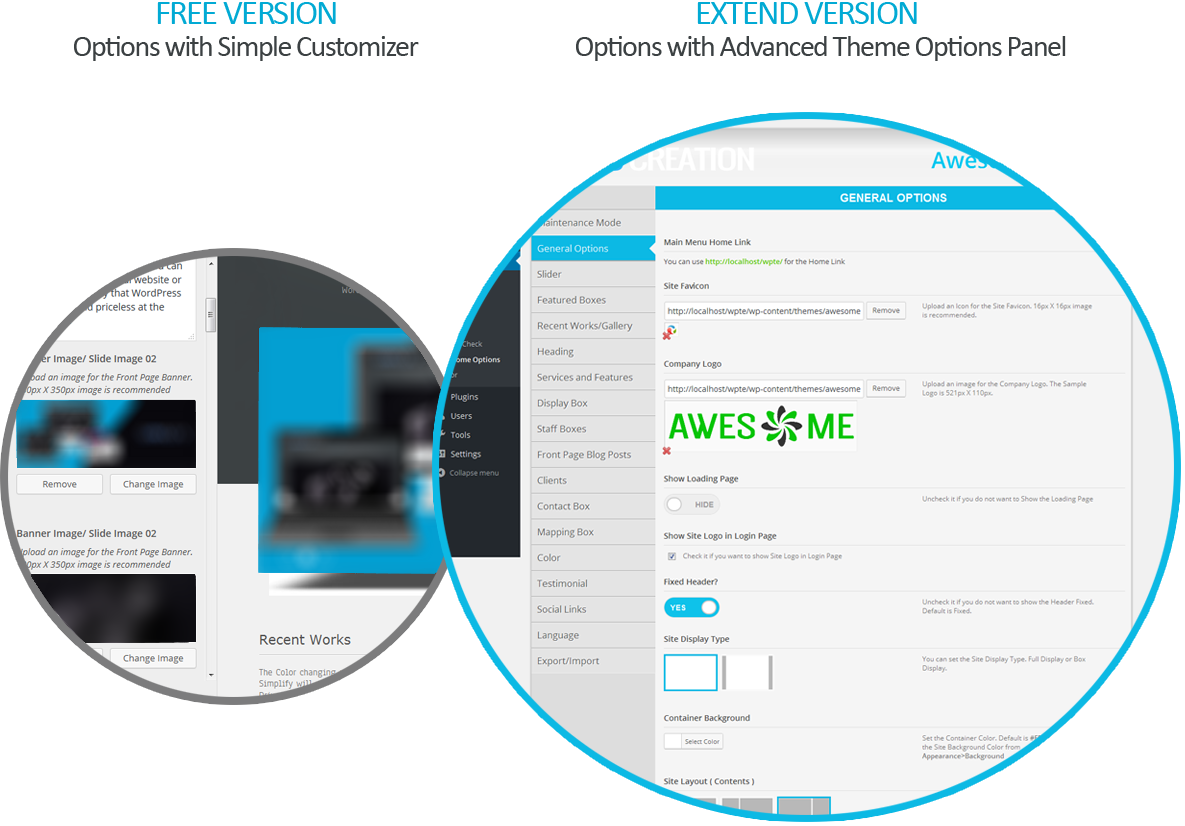 FREE VERSION
Options with Simple Customizer
EXTEND VERSION
Options with Advanced Theme Options Panel
can
website or
that WordPress
priceless at the
Image/ Slide Image 02
an image for the Front Page Banner.
X 350px image is recommended
Remove
Change Image
Banner Image/ Slide Image 02
Upload an image for the Front Page Banner.
X 350px image is recommended
Change Image
Recent Works
The Color changing
Simplify will
CREATION
Check
Options
Plugins
Users
Tools
Settings
Collapse menu
Maintenance Mode
General Options
Slider
Featured Boxes
Recent Works/Gallery
Heading
Services and Features
Display Box
Staff Boxes
Front Page Blog Posts
Clients
Contact Box
Mapping Box
Color
Testimonial
Social Links
Language
Export/Import
GENERAL OPTIONS
Main Menu Home Link
You can use http://localhost/wpte/ for the Home Link
Site Favicon
http://localhost/wpte/wp-content/themes/awesome
Remove
Upload an Icon for the Site Favicon. 16px X 16px image
is recommended.
Company Logo
http://localhost/wpte/wp-content/themes/awesome
Remove
Upload an image for the Company Logo. The Sample
Logo is 521px X 110px.
AWES ME
Show Loading Page
HIDE
Uncheck it if you do not want to Show the Loading Page
Show Site Logo in Login Page
Check it if you want to show Site Logo in Login Page
Fixed Header?
YES
Uncheck it if you do not want to show the Header Fixed.
Default is Fixed.
Site Display Type
You can set the Site Display Type. Full Display or Box
Display.
Container Background
Select Color
Set the Container Color. Default is
the Site Background Color from
Appearance>Background
Site Layout ( Contents )